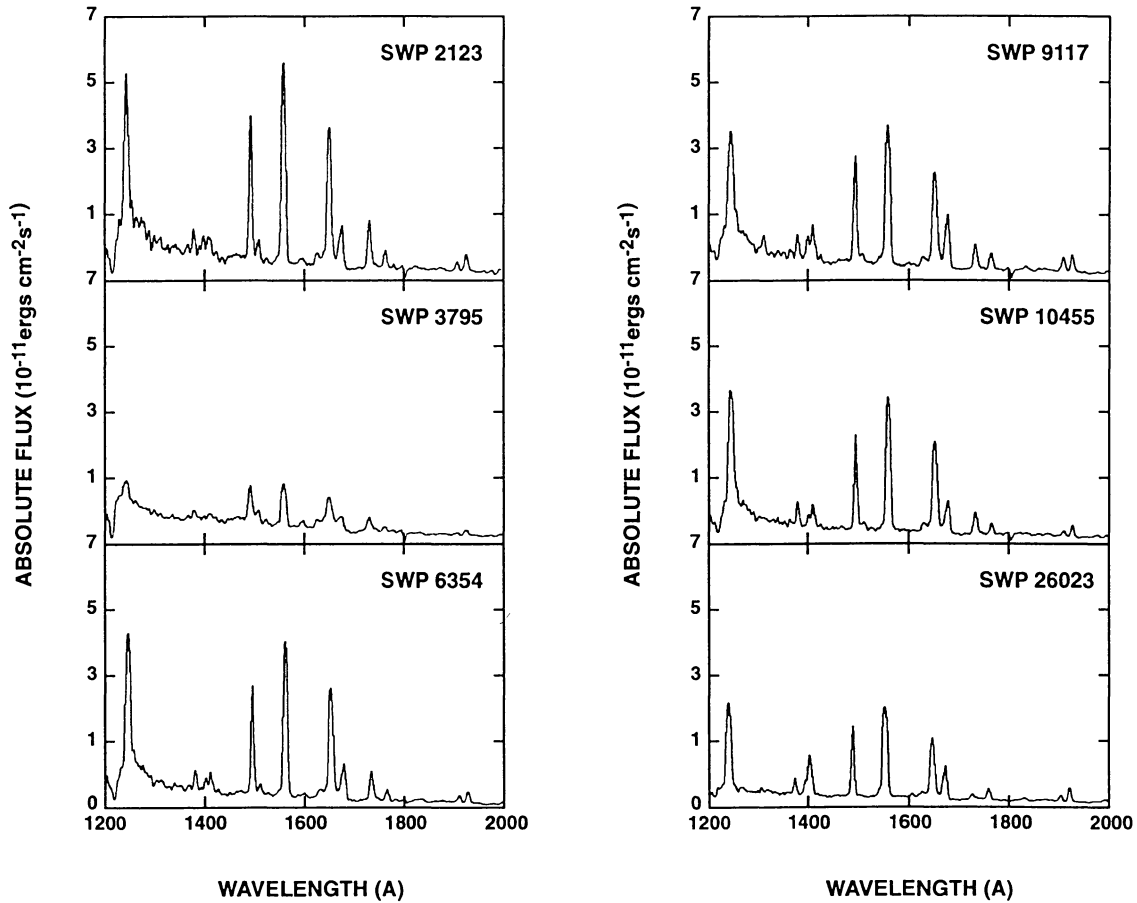 7
SWP 2123
5
3
1
7
SWP 3795
5
3
1
7
SWP 6354
5
3
1
0
1200 1400 1600 1800 2000
WAVELENGTH (A)
ABSOLUTE FLUX (10-11ergs cm-2s-1)
7
SWP 9117
5
3
1
7
SWP 10455
5
3
1
7
SWP 26023
5
3
1
0
1200 1400 1600 1800 2000
WAVELENGTH (A)
ABSOLUTE FLUX (10-11ergs cm-2s-1)